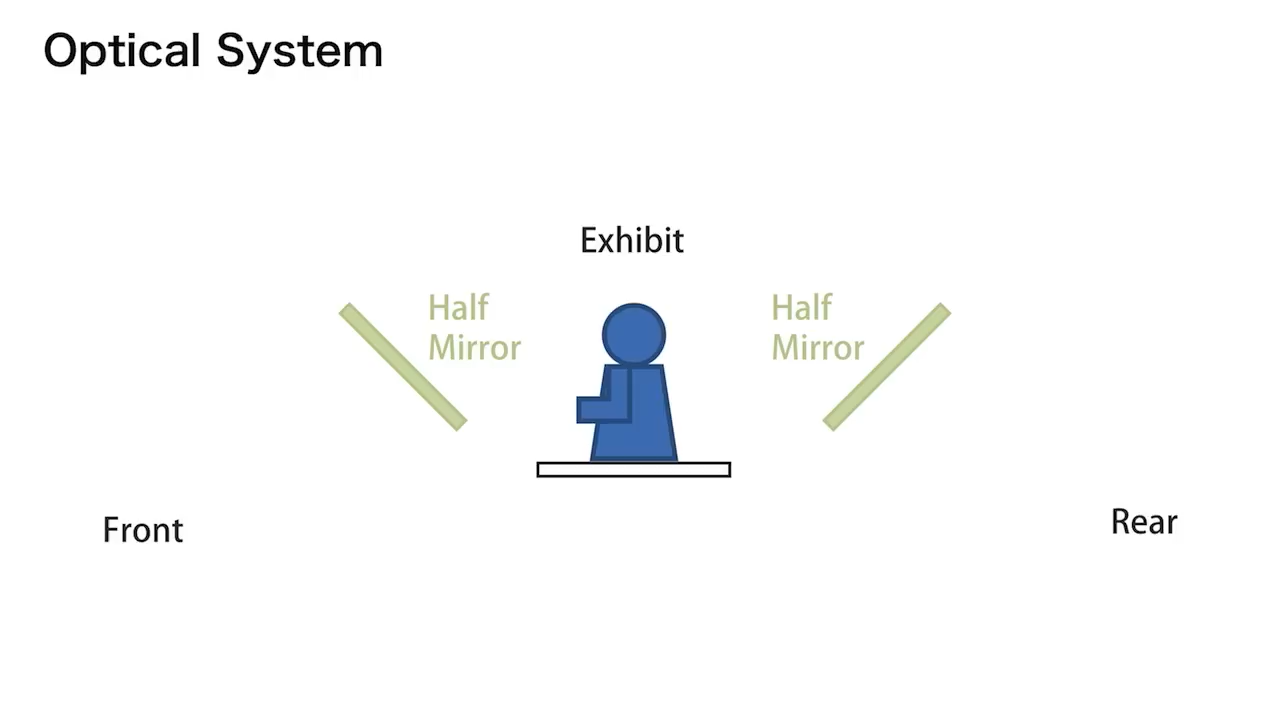 Optical System
Exhibit
Half
Mirror
Half
Mirror
Front
Rear